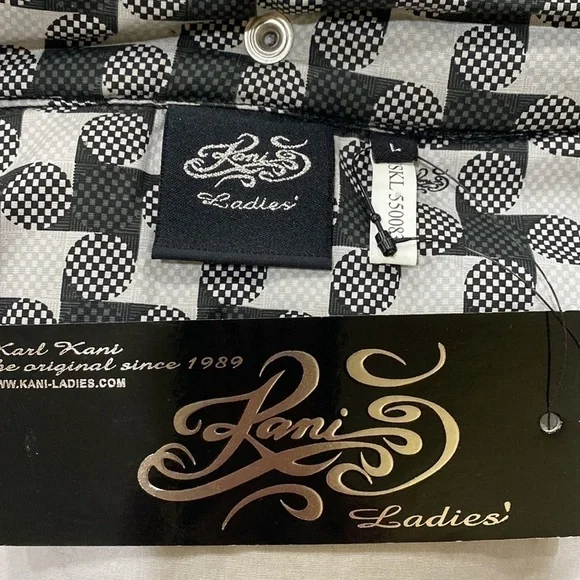 Kani
Ladies'
L
SKL 55008
Karl Kani
he original since 1989
WWW.KANI-LADIES.COM
Kani
Ladies'